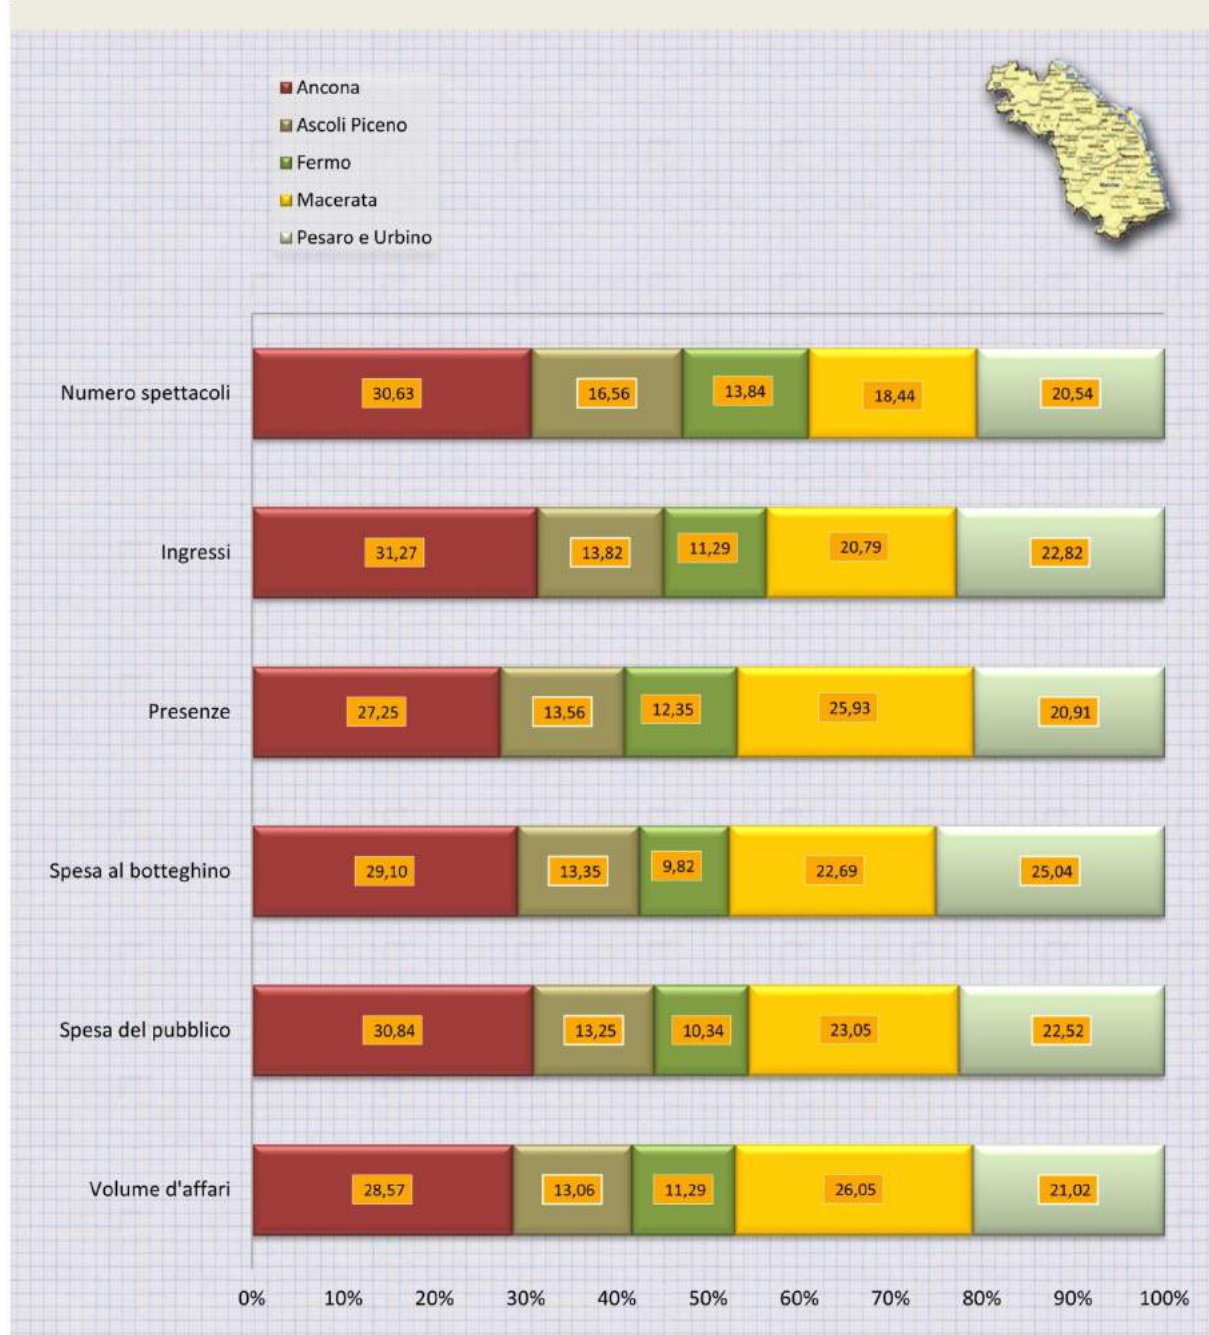 Ancona
Ascoli Piceno
Fermo
Macerata
Pesaro e Urbino
Numero spettacoli 30,63 16,56 13,84 18,44 20,54
Ingressi 31,27 13,82 11,29 20,79 22,82
Presenze 27,25 13,56 12,35 25,93 20,91
Spesa al botteghino 29,10 13,35 9,82 22,69 25,04
Spesa del pubblico 30,84 13,25 10,34 23,05 22,52
Volume d'affari 28,57 13,06 11,29 26,05 21,02
0% 10% 20% 30% 40% 50% 60% 70% 80% 90% 100%